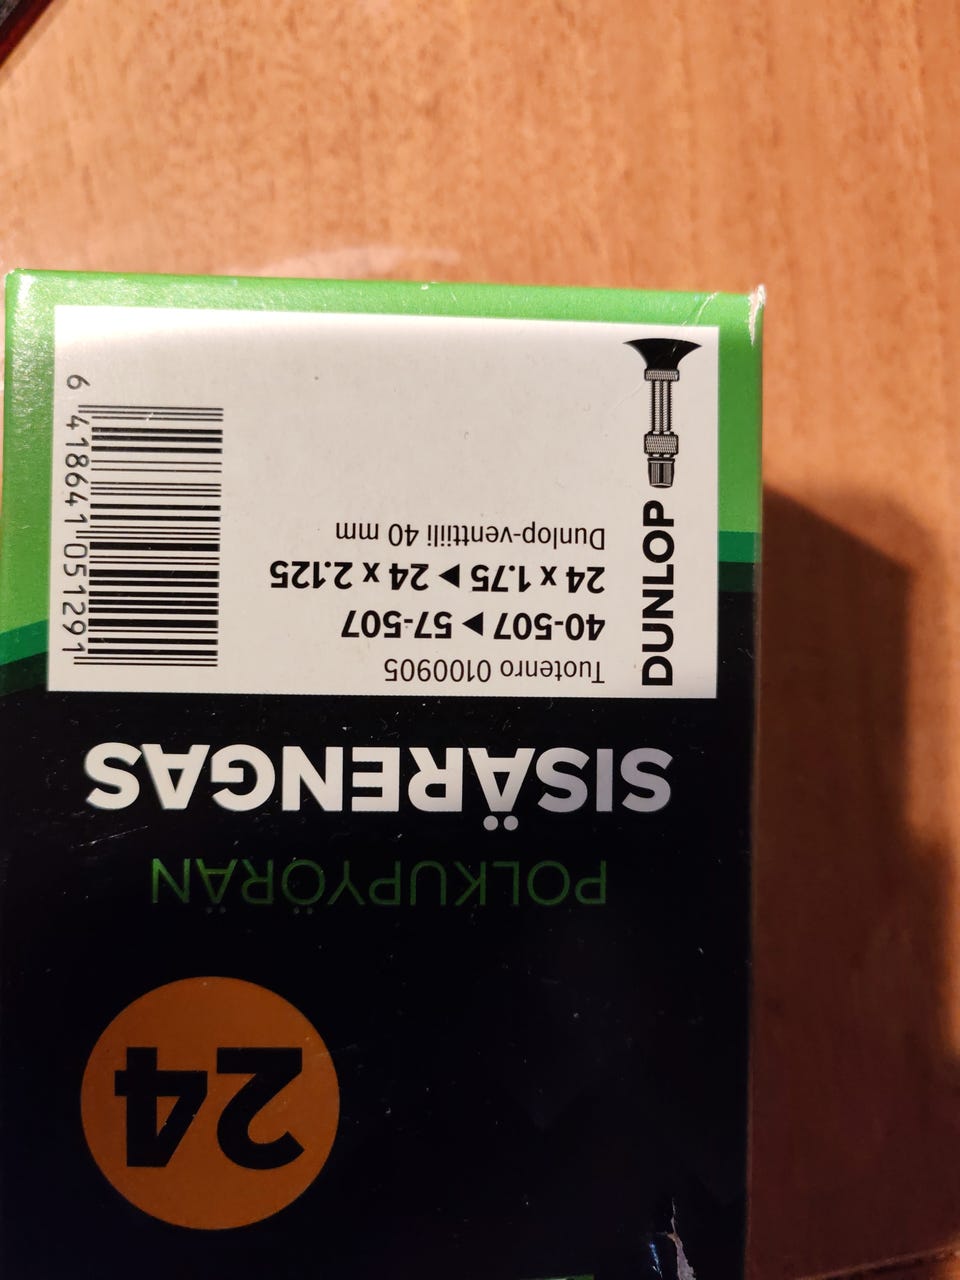 24
POLKUPYÖRÄN
SISÄRENGAS
Tuotenro 0100905
40-507 ▶ 57-507
24 x 1.75 ▶ 24 x 2.125
Dunlop-venttiili 40 mm
DUNLOP
6 418641 051291